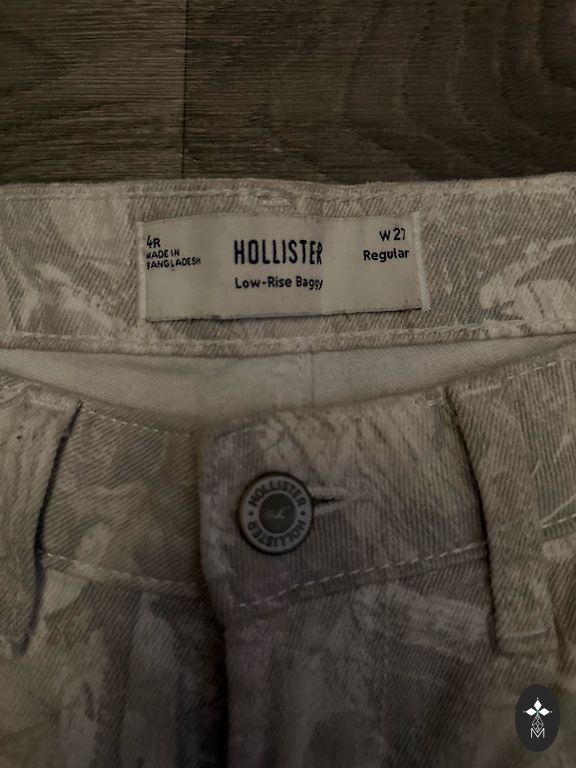 4R
MADE IN
BANGLADESH
HOLLISTER
Low-Rise Baggy
W 27
Regular
HOLLISTER
HOLLISTER
M